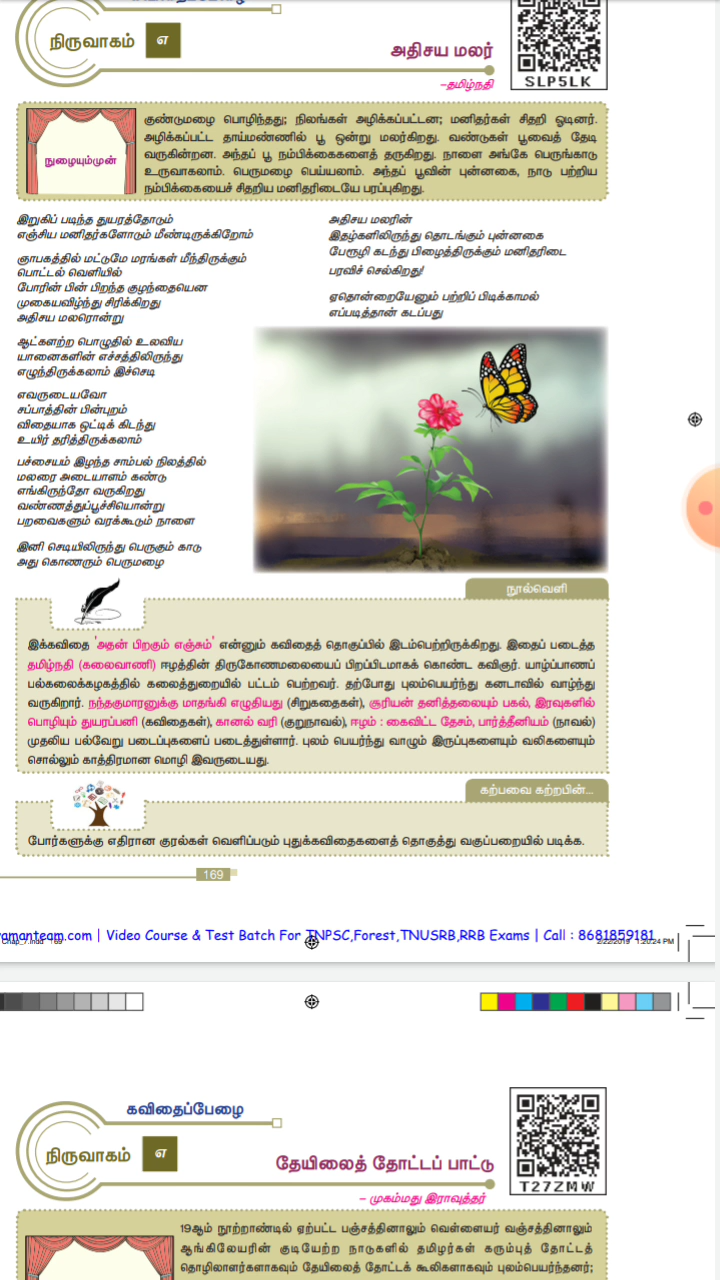 நிருவாகம் ஏ
அதிசய மலர்
–தமிழ்நதி
SLP5LK
நுழையும்முன்
குண்டுமழை பொழிந்தது; நிலங்கள் அழிக்கப்பட்டன; மனிதர்கள் சிதறி ஓடினர்.
அழிக்கப்பட்ட தாய்மண்ணில் பூ ஒன்று மலர்கிறது. வண்டுகள் பூவைத் தேடி
வருகின்றன. அந்தப் பூ நம்பிக்கைகளைத் தருகிறது. நாளை அங்கே பெருங்காடு
உருவாகலாம். பெருமழை பெய்யலாம். அந்தப் பூவின் புன்னகை, நாடு பற்றிய
நம்பிக்கையைச் சிதறிய மனிதரிடையே பரப்புகிறது.
இறுகிப் படிந்த துயரத்தோடும்
எஞ்சிய மனிதர்களோடும் மீண்டிருக்கிறோம்
ஞாபகத்தில் மட்டுமே மரங்கள் மீந்திருக்கும்
பொட்டல் வெளியில்
போரின் பின் பிறந்த குழந்தையென
முகையவிழ்ந்து சிரிக்கிறது
அதிசய மலரொன்று
ஆட்களற்ற பொழுதில் உலவிய
யானைகளின் எச்சத்திலிருந்து
எழுந்திருக்கலாம் இச்செடி
எவருடையவோ
சப்பாத்தின் பின்புறம்
விதையாக ஒட்டிக் கிடந்து
உயிர் தரித்திருக்கலாம்
பச்சையம் இழந்த சாம்பல் நிலத்தில்
மலரை அடையாளம் கண்டு
எங்கிருந்தோ வருகிறது
வண்ணத்துப்பூச்சியொன்று
பறவைகளும் வரக்கூடும் நாளை
இனி செடியிலிருந்து பெருகும் காடு
அது கொணரும் பெருமழை
அதிசய மலரின்
இதழ்களிலிருந்து தொடங்கும் புன்னகை
பேரூழி கடந்து பிழைத்திருக்கும் மனிதரிடை
பரவிச் செல்கிறது!
ஏதொன்றையேனும் பற்றிப் பிடிக்காமல்
எப்படித்தான் கடப்பது
நூல்வெளி
இக்கவிதை 'அதன் பிறகும் எஞ்சும்' என்னும் கவிதைத் தொகுப்பில் இடம்பெற்றிருக்கிறது. இதைப் படைத்த
தமிழ்நதி (கலைவாணி) ஈழத்தின் திருகோணமலையைப் பிறப்பிடமாகக் கொண்ட கவிஞர். யாழ்ப்பாணப்
பல்கலைக்கழகத்தில் கலைத்துறையில் பட்டம் பெற்றவர். தற்போது புலம்பெயர்ந்து கனடாவில் வாழ்ந்து
வருகிறார். நந்தகுமாரனுக்கு மாதங்கி எழுதியது (சிறுகதைகள்), சூரியன் தனித்தலையும் பகல், இரவுகளில்
பொழியும் துயரப்பனி (கவிதைகள்), கானல் வரி (குறுநாவல்), ஈழம் : கைவிட்ட தேசம், பார்த்தீனியம் (நாவல்)
முதலிய பல்வேறு படைப்புகளைப் படைத்துள்ளார். புலம் பெயர்ந்து வாழும் இருப்புகளையும் வலிகளையும்
சொல்லும் காத்திரமான மொழி இவருடையது.
கற்பவை கற்றபின்...
போர்களுக்கு எதிரான குரல்கள் வெளிப்படும் புதுக்கவிதைகளைத் தொகுத்து வகுப்பறையில் படிக்க.
169
amanteam.com | Video Course & Test Batch For TNPSC,Forest,TNUSRB,RRB Exams | Call : 8681859181
Chap_7.indd 169
2/22/2019 1:20:24 PM
கவிதைப்பேழை
நிருவாகம் ஏ
தேயிலைத் தோட்டப் பாட்டு
– முகம்மது இராவுத்தர்
T27ZMW
19ஆம் நூற்றாண்டில் ஏற்பட்ட பஞ்சத்தினாலும் வெள்ளையர் வஞ்சத்தினாலும்
ஆங்கிலேயரின் குடியேற்ற நாடுகளில் தமிழர்கள் கரும்புத் தோட்டத்
தொழிலாளர்களாகவும் தேயிலைத் தோட்டக் கூலிகளாகவும் புலம்பெயர்ந்தனர்;